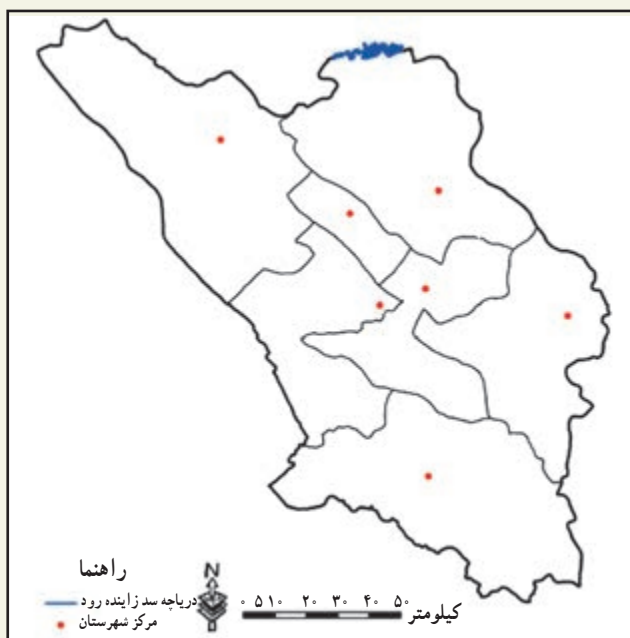 راهنما
دریاچه سد زاینده رود
مرکز شهرستان
N
۰ ۵ ۱۰ ۲۰ ۳۰ ۴۰ ۵۰ کیلومتر